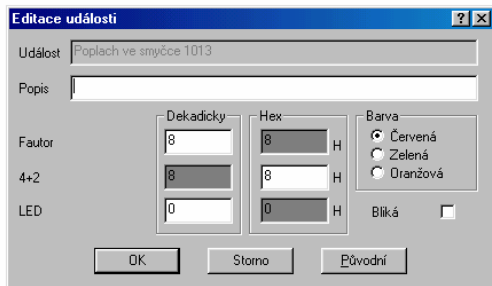 Editace události
Událost Poplach ve smyčce 1013
Popis
Dekadicky Hex Barva
Fautor 8 8 H Červená
Zelená
4+2 8 8 H Oranžová
LED 0 0 H Bliká
OK Storno Původní